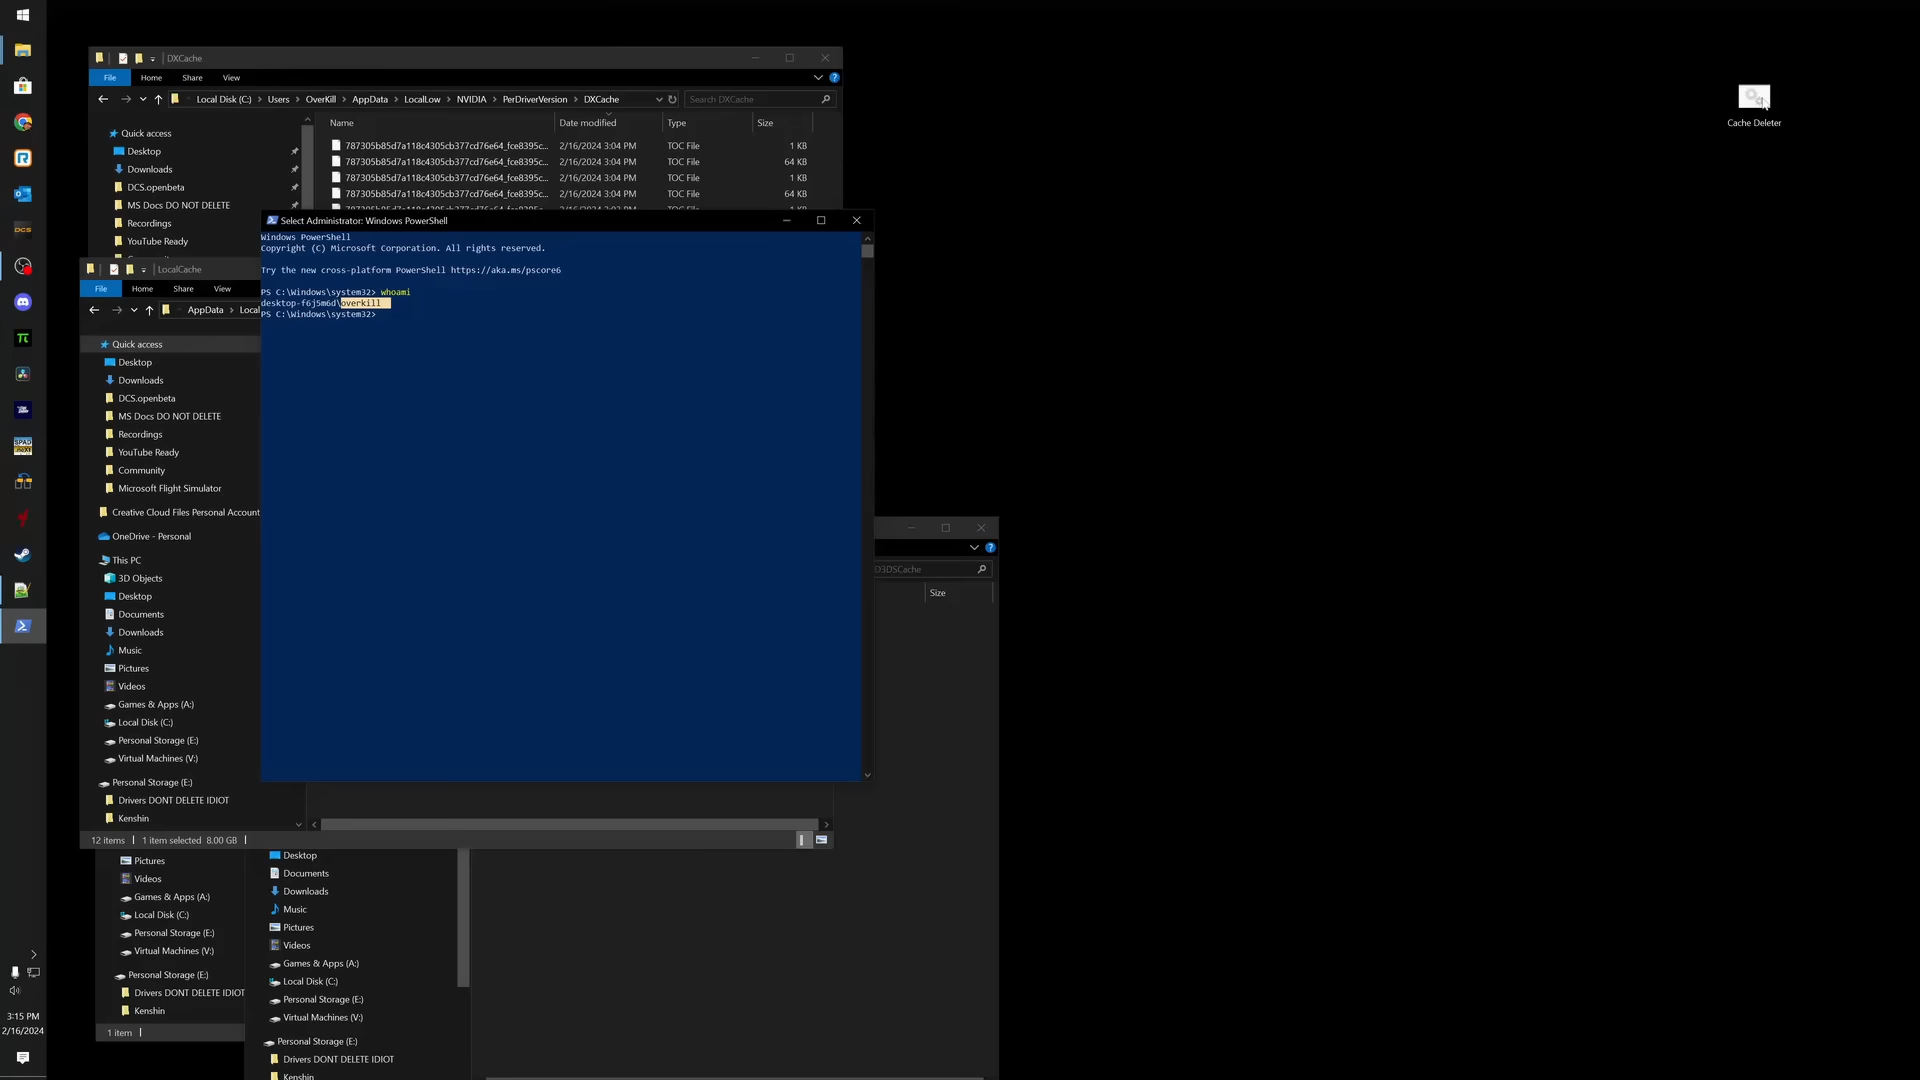 DXCache
File Home Share View
Local Disk (C:) > Users > OverKill > AppData > LocalLow > NVIDIA > PerDriverVersion > DXCache
Search DXCache
Name Date modified Type Size
Quick access
Desktop
Downloads
DCS.openbeta
MS Docs DO NOT DELETE
Recordings
YouTube Ready
787305b85d7a118c4305cb377cd76e64_fce8395c... 2/16/2024 3:04 PM TOC File 1 KB
787305b85d7a118c4305cb377cd76e64_fce8395c... 2/16/2024 3:04 PM TOC File 64 KB
787305b85d7a118c4305cb377cd76e64_fce8395c... 2/16/2024 3:04 PM TOC File 1 KB
787305b85d7a118c4305cb377cd76e64_fce8395c... 2/16/2024 3:04 PM TOC File 64 KB
Cache Deleter
Select Administrator: Windows PowerShell
Windows PowerShell
Copyright (C) Microsoft Corporation. All rights reserved.
Try the new cross-platform PowerShell https://aka.ms/pscore6
PS C:\Windows\system32> whoami
desktop-f6j5m6d\overkill
PS C:\Windows\system32>
LocalCache
File Home Share View
AppData > Local
Quick access
Desktop
Downloads
DCS.openbeta
MS Docs DO NOT DELETE
Recordings
YouTube Ready
Community
Microsoft Flight Simulator
Creative Cloud Files Personal Account
OneDrive - Personal
This PC
3D Objects
Desktop
Documents
Downloads
Music
Pictures
Videos
Games & Apps (A:)
Local Disk (C:)
Personal Storage (E:)
Virtual Machines (V:)
Personal Storage (E:)
Drivers DONT DELETE IDIOT
Kenshin
12 items 1 item selected 8.00 GB
D3DSCache
Size
Pictures
Videos
Games & Apps (A:)
Local Disk (C:)
Personal Storage (E:)
Virtual Machines (V:)
Personal Storage (E:)
Drivers DONT DELETE IDIOT
Kenshin
1 item
Desktop
Documents
Downloads
Music
Pictures
Videos
Games & Apps (A:)
Local Disk (C:)
Personal Storage (E:)
Virtual Machines (V:)
Personal Storage (E:)
Drivers DONT DELETE IDIOT
Kenshin
DCS
SPAD
3:15 PM
2/16/2024